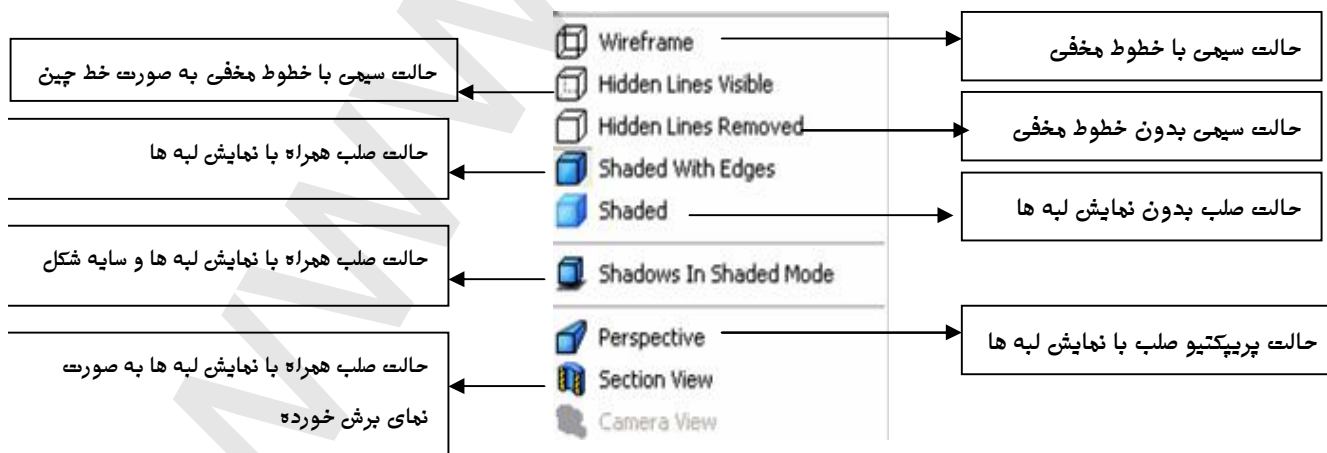 Wireframe
حالت سیمی با خطوط مخفی
حالت سیمی با خطوط مخفی به صورت خط چین
Hidden Lines Visible
Hidden Lines Removed
حالت سیمی بدون خطوط مخفی
حالت صلب همراه با نمایش لبه ها
Shaded With Edges
Shaded
حالت صلب بدون نمایش لبه ها
حالت صلب همراه با نمایش لبه ها و سایه شکل
Shadows In Shaded Mode
Perspective
حالت پریپکتیو صلب با نمایش لبه ها
حالت صلب همراه با نمایش لبه ها به صورت
نمای برش خورده
Section View
Camera View